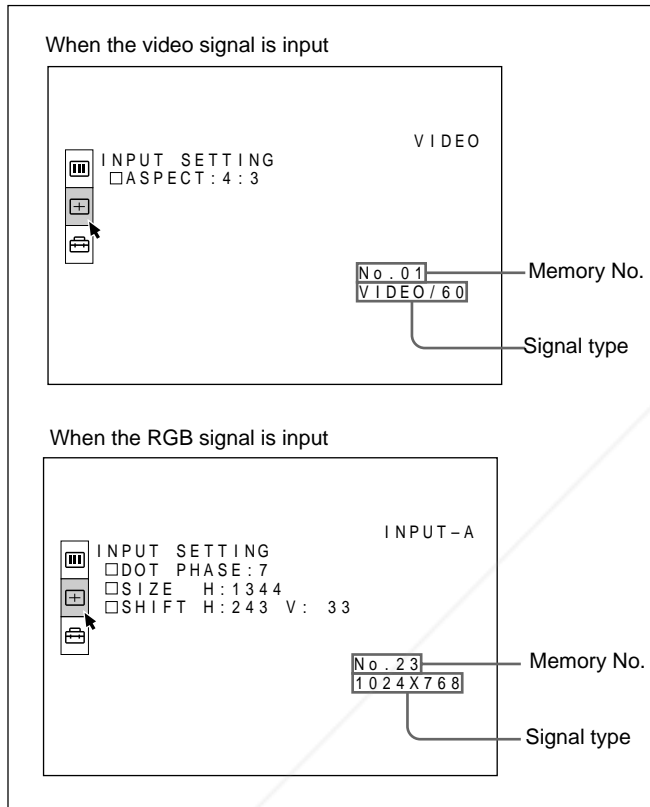 When the video signal is input
VIDEO
INPUT SETTING
□ASPECT:4:3
No.01
Memory No.
VIDEO/60
Signal type
When the RGB signal is input
INPUT–A
INPUT SETTING
□DOT PHASE:7
□SIZE H:1344
□SHIFT H:243 V: 33
No.23
Memory No.
1024X768
Signal type